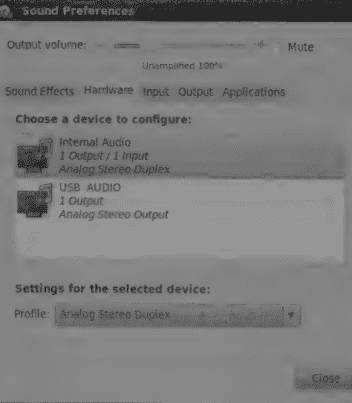 Sound Preferences
Output volume:
Mute
Unamplified 100%
Sound Effects Hardware Input Output Applications
Choose a device to configure:
Internal Audio
1 Output / 1 Input
Analog Stereo Duplex
USB AUDIO
1 Output
Analog Stereo Output
Settings for the selected device:
Profile: Analog Stereo Duplex
Close